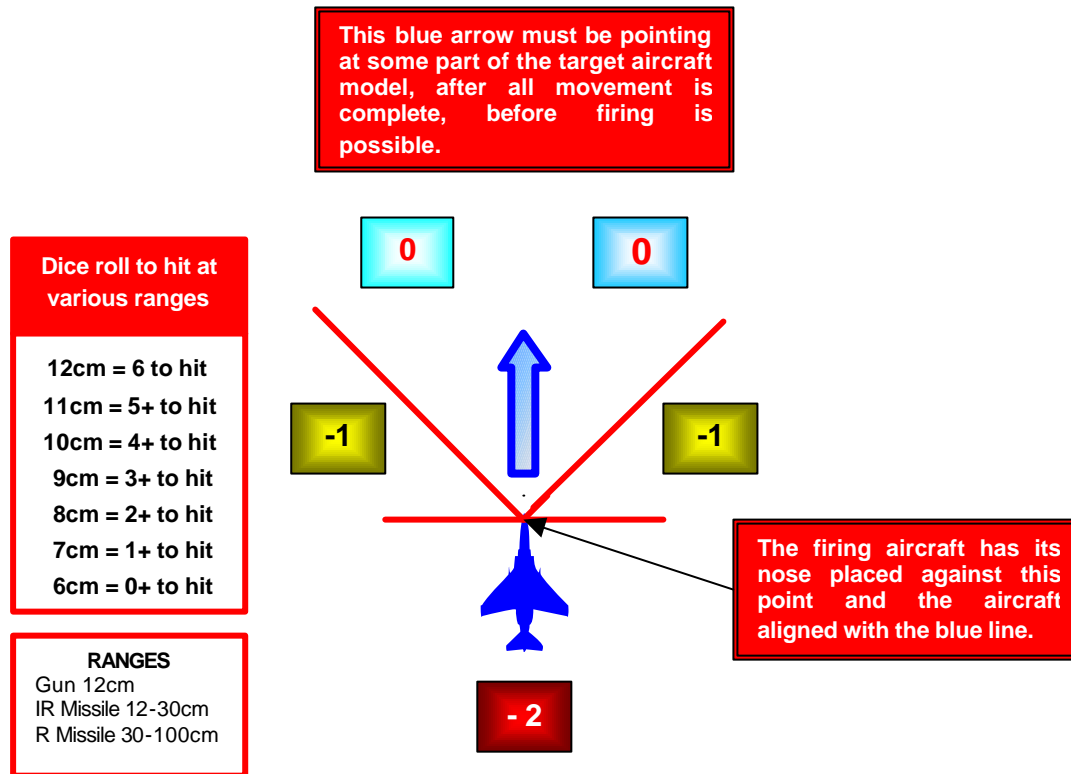 This blue arrow must be pointing
at some part of the target aircraft
model, after all movement is
complete, before firing is
possible.
0
0
Dice roll to hit at
various ranges
12cm = 6 to hit
11cm = 5+ to hit
10cm = 4+ to hit
9cm = 3+ to hit
8cm = 2+ to hit
7cm = 1+ to hit
6cm = 0+ to hit
-1
-1
The firing aircraft has its
nose placed against this
point and the aircraft
aligned with the blue line.
RANGES
Gun 12cm
IR Missile 12-30cm
R Missile 30-100cm
- 2